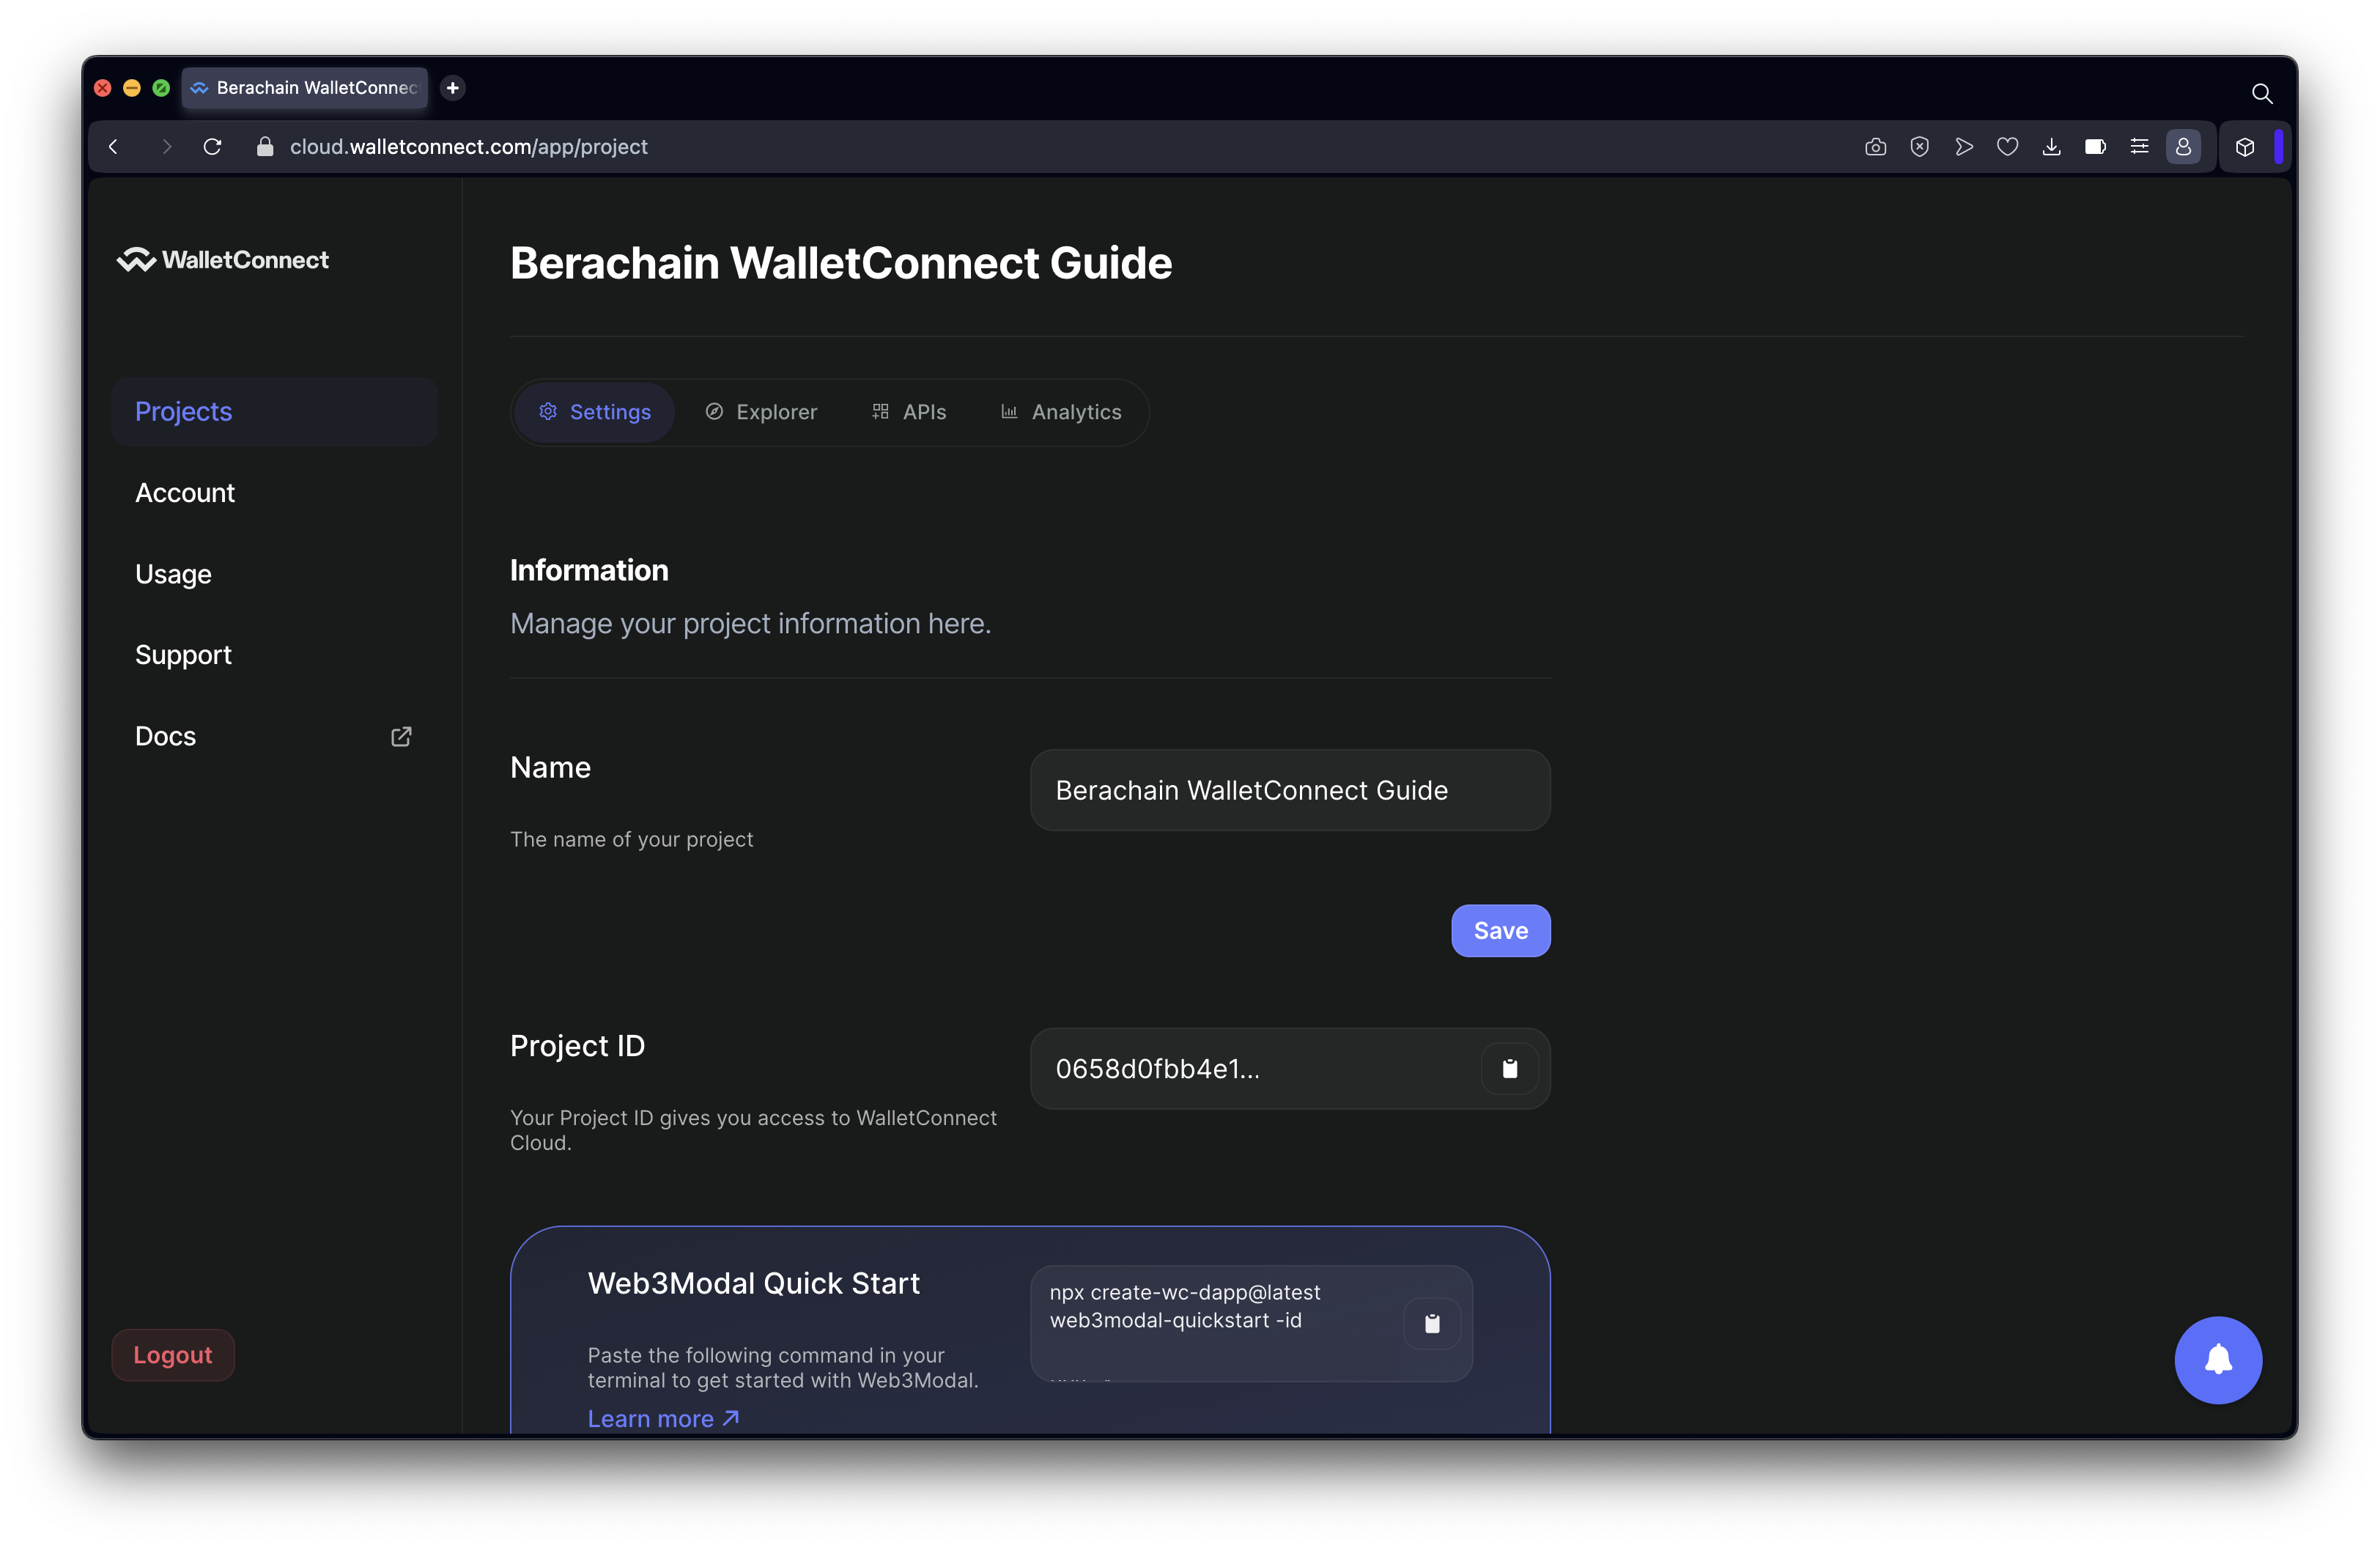 Berachain WalletConnec
cloud.walletconnect.com/app/project
WalletConnect
Projects
Account
Usage
Support
Docs
Logout
Berachain WalletConnect Guide
Settings
Explorer
APIs
Analytics
Information
Manage your project information here.
Name
The name of your project
Berachain WalletConnect Guide
Save
Project ID
Your Project ID gives you access to WalletConnect
Cloud.
0658d0fbb4e1...
Web3Modal Quick Start
Paste the following command in your
terminal to get started with Web3Modal.
Learn more
npx create-wc-dapp@latest
web3modal-quickstart -id